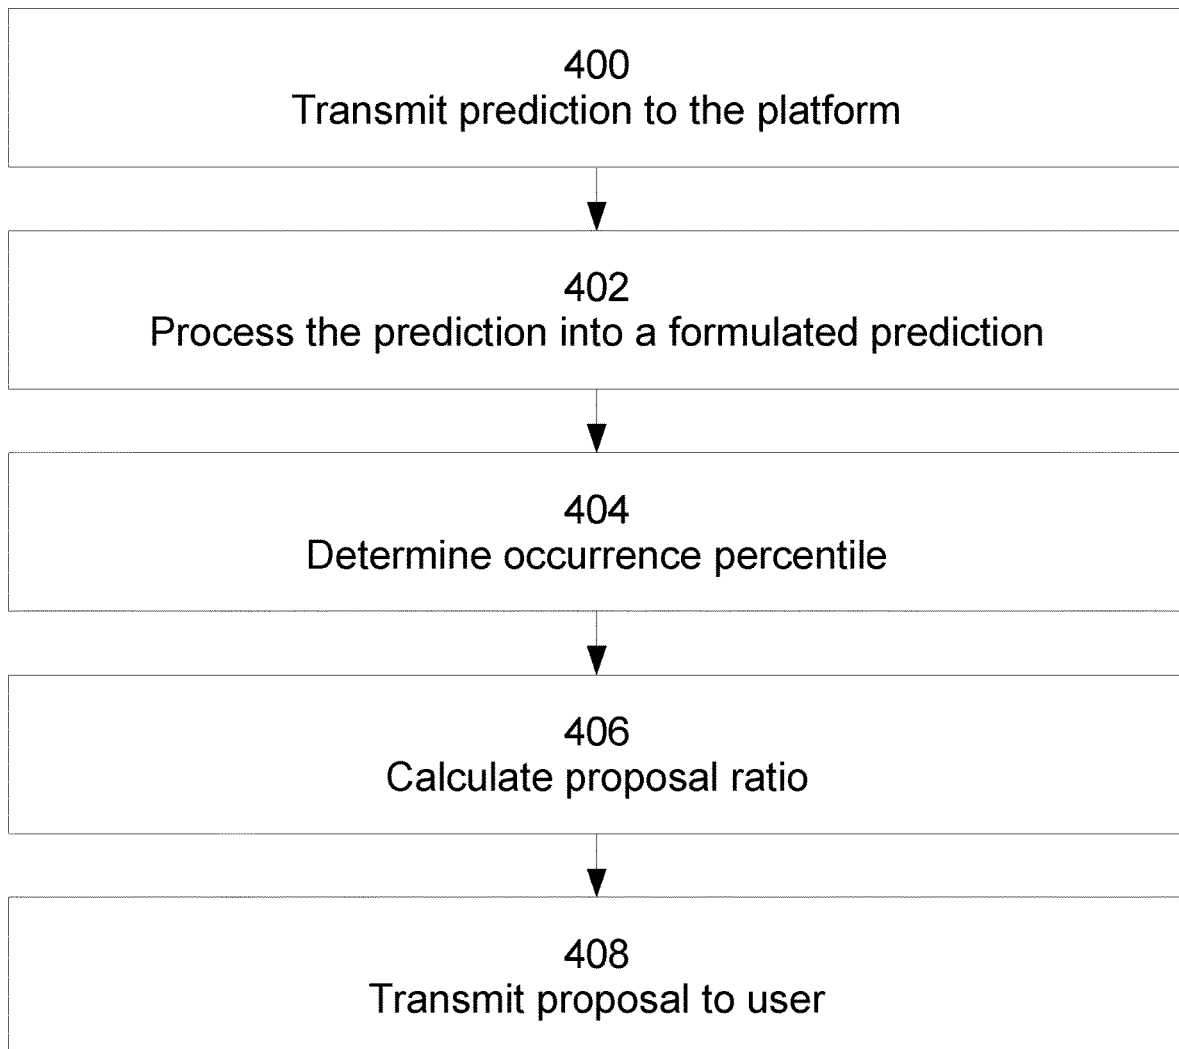 400
Transmit prediction to the platform
402
Process the prediction into a formulated prediction
404
Determine occurrence percentile
406
Calculate proposal ratio
408
Transmit proposal to user